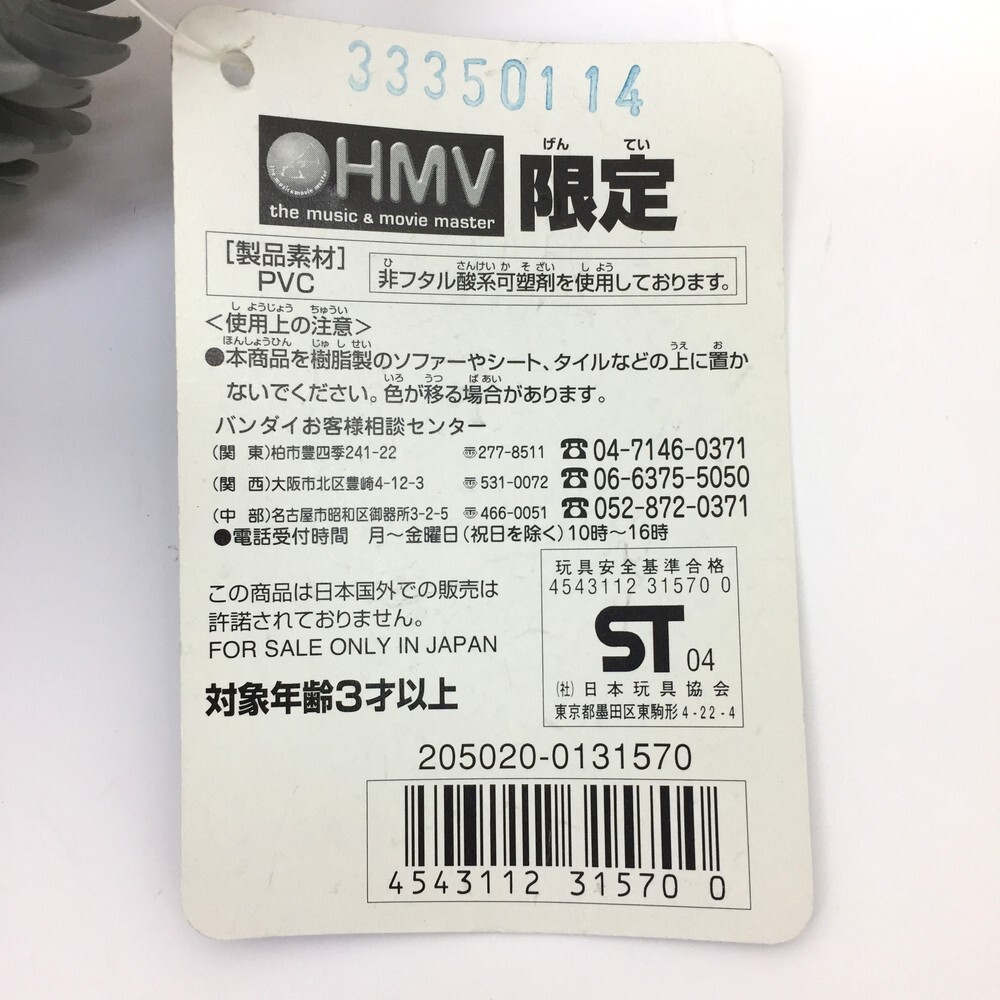 33350114
HMV
the music & movie master
げん てい
限定
[製品素材]
PVC
ひ さんけい か そ ざい し よう
非フタル酸系可塑剤を使用しております。
し ようじょう ちゅうい
<使用上の注意>
ほんしょうひん じゅ し せい うえ お
●本商品を樹脂製のソファーやシート、タイルなどの上に置か
いろ うつ ばあい
ないでください。色が移る場合があります。
バンダイお客様相談センター
(関 東)柏市豊四季241-22 〠277-8511 ☎04-7146-0371
(関 西)大阪市北区豊崎4-12-3 〠531-0072 ☎06-6375-5050
(中 部)名古屋市昭和区御器所3-2-5 〠466-0051 ☎052-872-0371
●電話受付時間 月〜金曜日(祝日を除く)10時〜16時
この商品は日本国外での販売は
許諾されておりません。
FOR SALE ONLY IN JAPAN
対象年齢3才以上
玩具安全基準合格
4543112 31570 0
ST 04
(社)日本玩具協会
東京都墨田区東駒形4-22-4
205020-0131570
4543112 31570 0